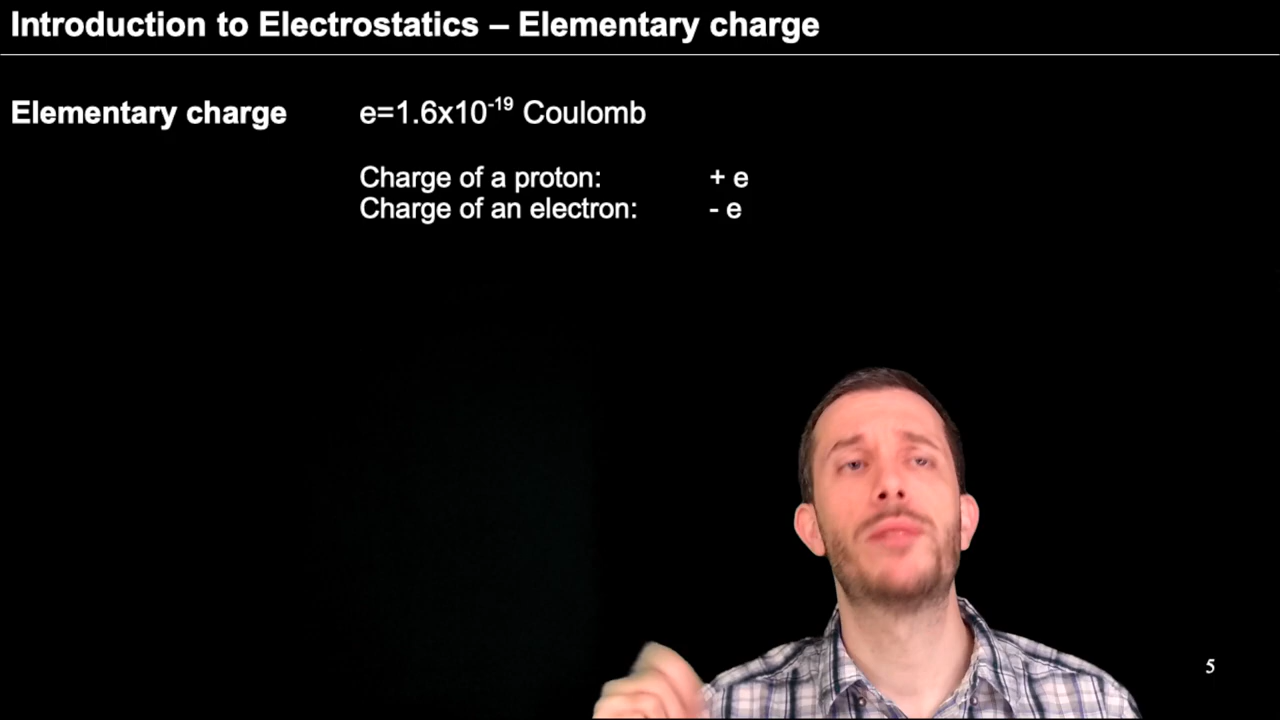 Introduction to Electrostatics – Elementary charge
Elementary charge e=1.6x10⁻¹⁹ Coulomb
Charge of a proton: + e
Charge of an electron: - e
5